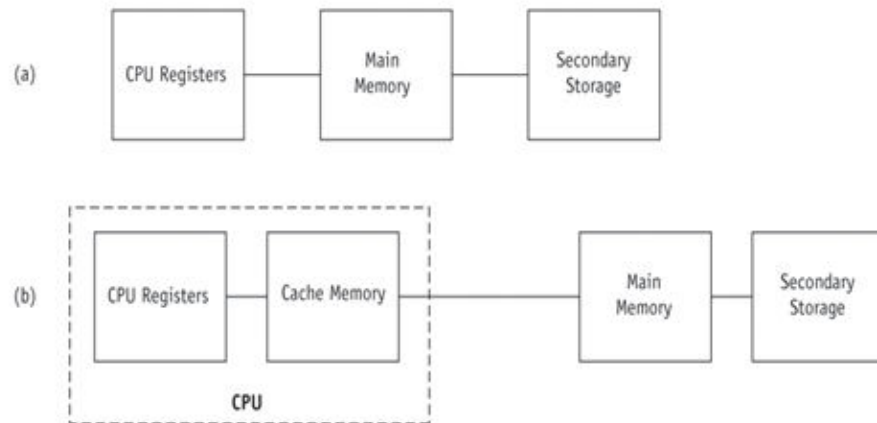 (a)
CPU Registers
Main
Memory
Secondary
Storage
(b)
CPU Registers
Cache Memory
Main
Memory
Secondary
Storage
CPU